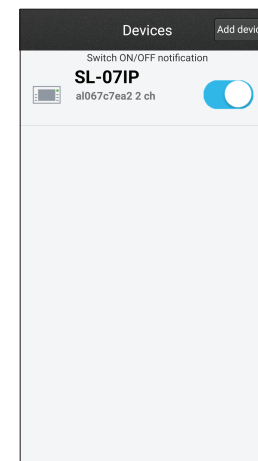 Devices
Add devic
Switch ON/OFF notification
SL-07IP
al067c7ea2 2 ch